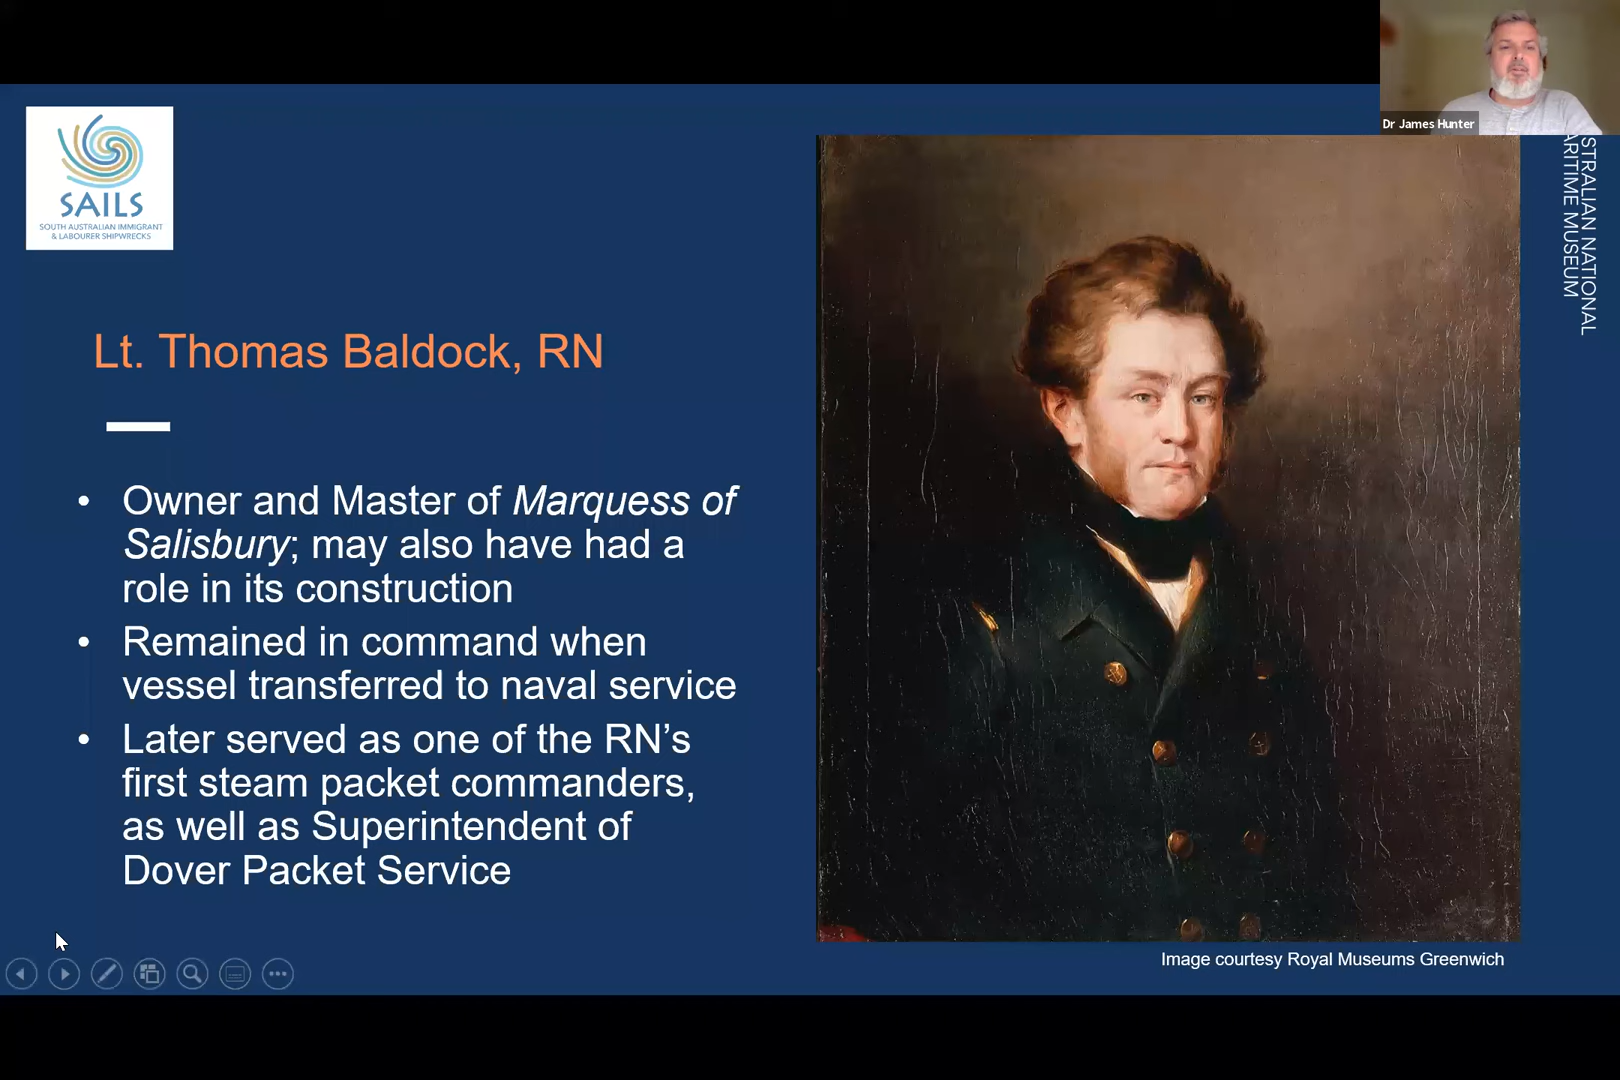 Dr James Hunter
SAILS
SOUTH AUSTRALIAN IMMIGRANT
& LABOURER SHIPWRECKS
STRALIAN NATIONAL
ARITIME MUSEUM
Lt. Thomas Baldock, RN
• Owner and Master of Marquess of
Salisbury; may also have had a
role in its construction
• Remained in command when
vessel transferred to naval service
• Later served as one of the RN’s
first steam packet commanders,
as well as Superintendent of
Dover Packet Service
Image courtesy Royal Museums Greenwich